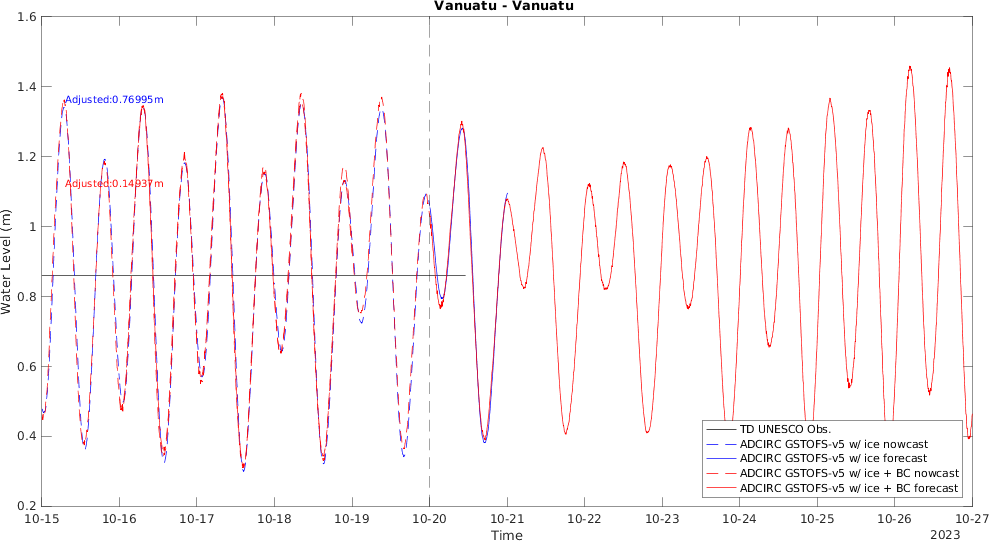 Vanuatu - Vanuatu
1.6
1.4
1.2
1
0.8
0.6
0.4
0.2
Water Level (m)
Adjusted:0.76995m
Adjusted:0.14937m
TD UNESCO Obs.
ADCIRC GSTOFS-v5 w/ ice nowcast
ADCIRC GSTOFS-v5 w/ ice forecast
ADCIRC GSTOFS-v5 w/ ice + BC nowcast
ADCIRC GSTOFS-v5 w/ ice + BC forecast
10-15 10-16 10-17 10-18 10-19 10-20 10-21 10-22 10-23 10-24 10-25 10-26 10-27
Time
2023